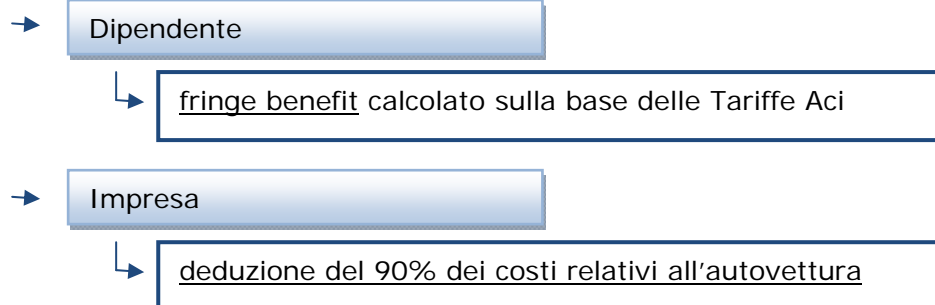 Dipendente
fringe benefit calcolato sulla base delle Tariffe Aci
Impresa
deduzione del 90% dei costi relativi all'autovettura